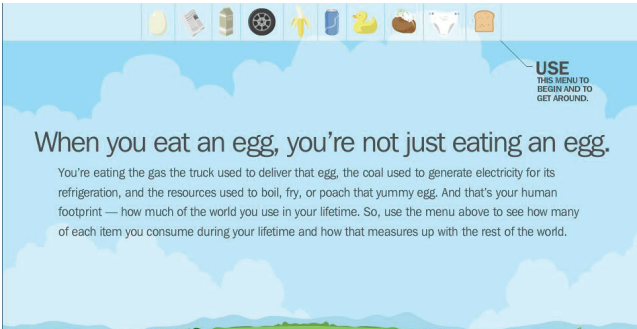 USE
THIS MENU TO
BEGIN AND TO
GET AROUND.
When you eat an egg, you're not just eating an egg.
You're eating the gas the truck used to deliver that egg, the coal used to generate electricity for its
refrigeration, and the resources used to boil, fry, or poach that yummy egg. And that's your human
footprint — how much of the world you use in your lifetime. So, use the menu above to see how many
of each item you consume during your lifetime and how that measures up with the rest of the world.